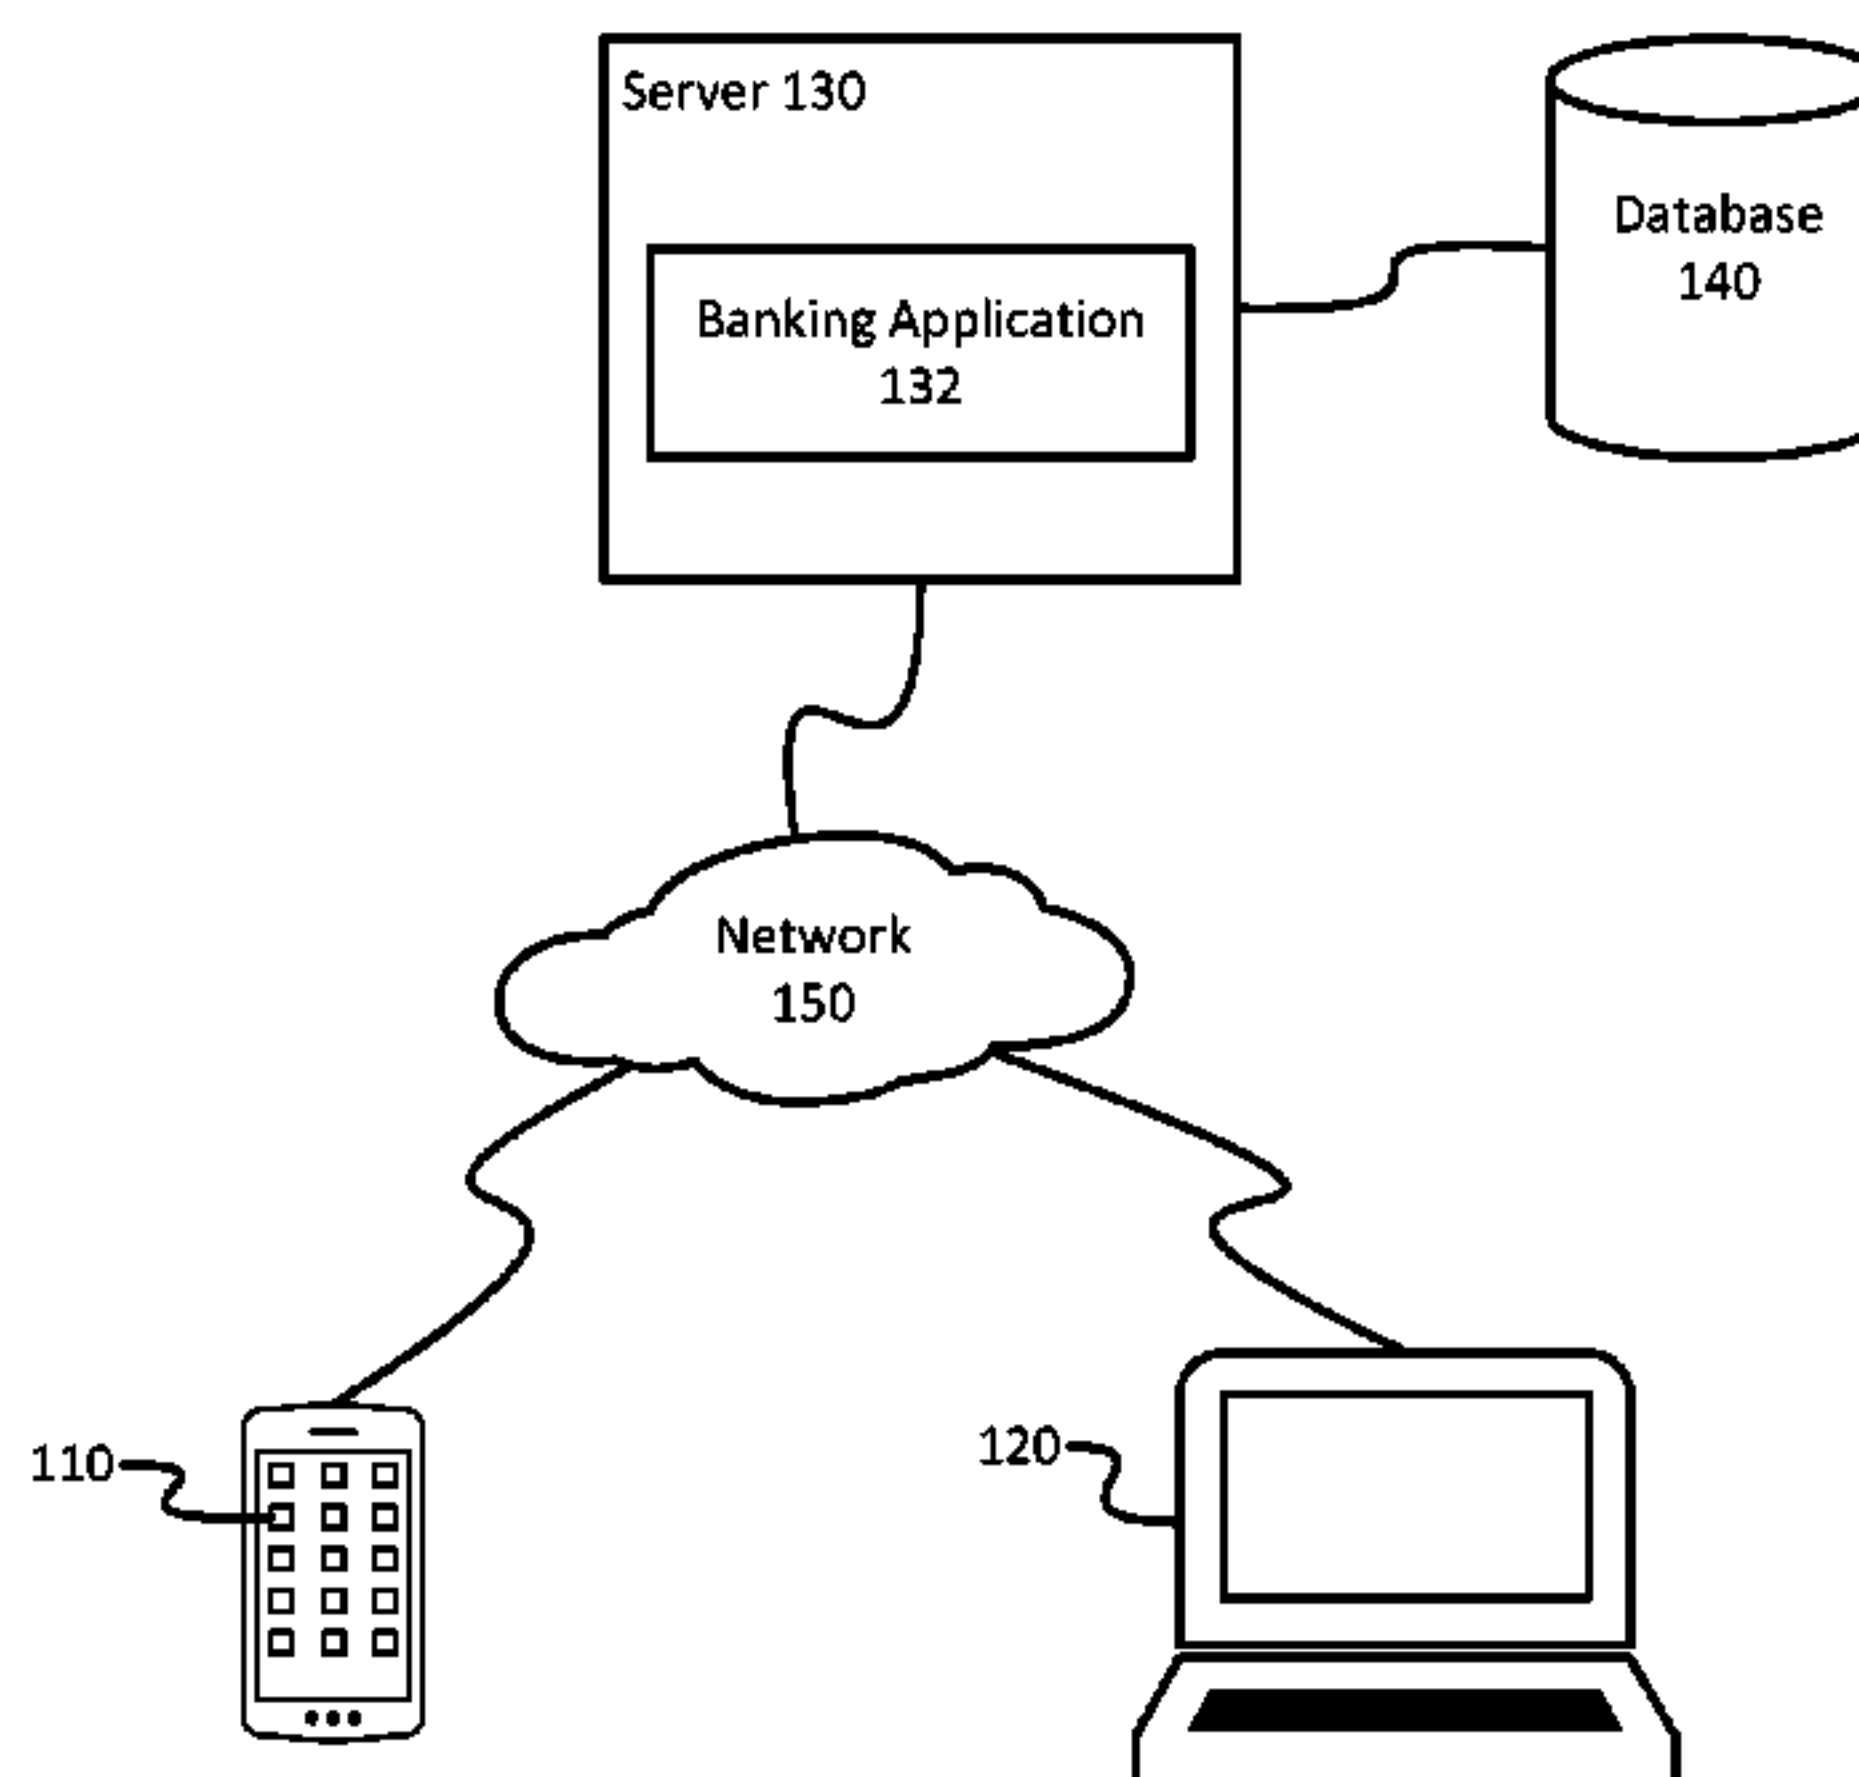 Server 130
Banking Application
132
Database
140
Network
150
110
120